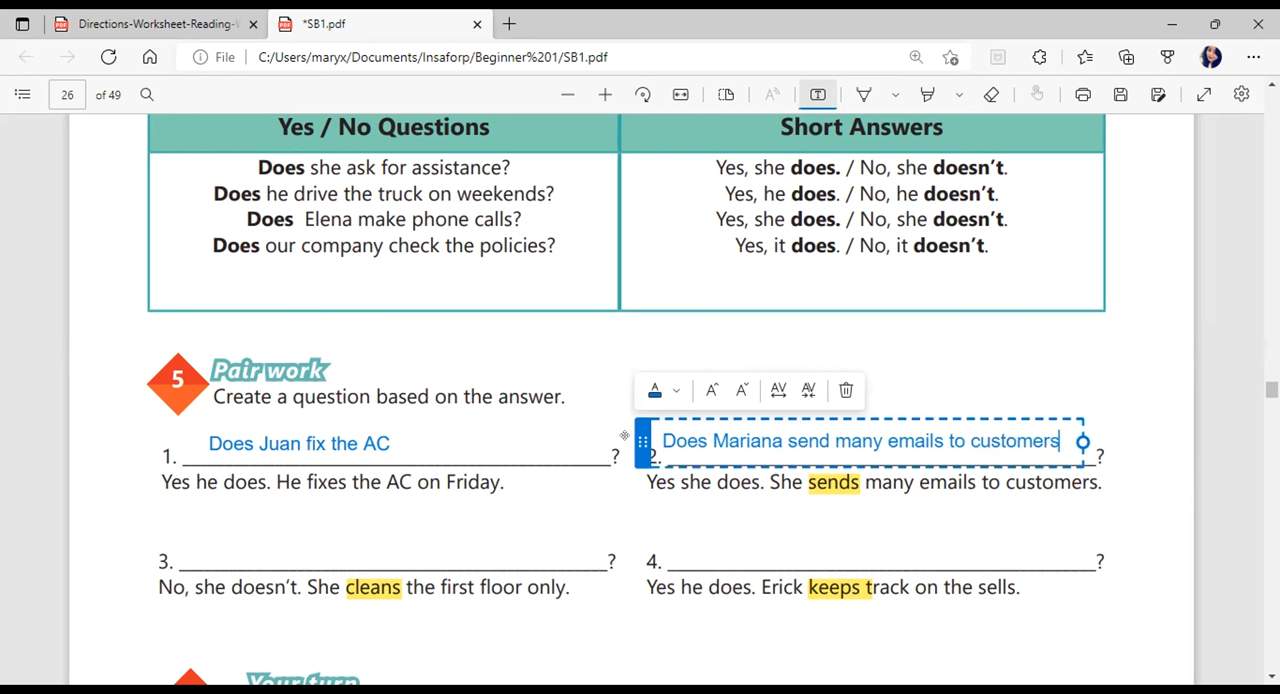 Directions-Worksheet-Reading-
*SB1.pdf
File C:/Users/maryx/Documents/Insaforp/Beginner%201/SB1.pdf
26 of 49
Yes / No Questions Short Answers
Does she ask for assistance? Yes, she does. / No, she doesn't.
Does he drive the truck on weekends? Yes, he does. / No, he doesn't.
Does Elena make phone calls? Yes, she does. / No, she doesn't.
Does our company check the policies? Yes, it does. / No, it doesn't.
5 Pair work
Create a question based on the answer.
Does Juan fix the AC
1. ?
Yes he does. He fixes the AC on Friday.
Does Mariana send many emails to customers
2. ?
Yes she does. She sends many emails to customers.
3. ?
No, she doesn't. She cleans the first floor only.
4. ?
Yes he does. Erick keeps track on the sells.
Your turn